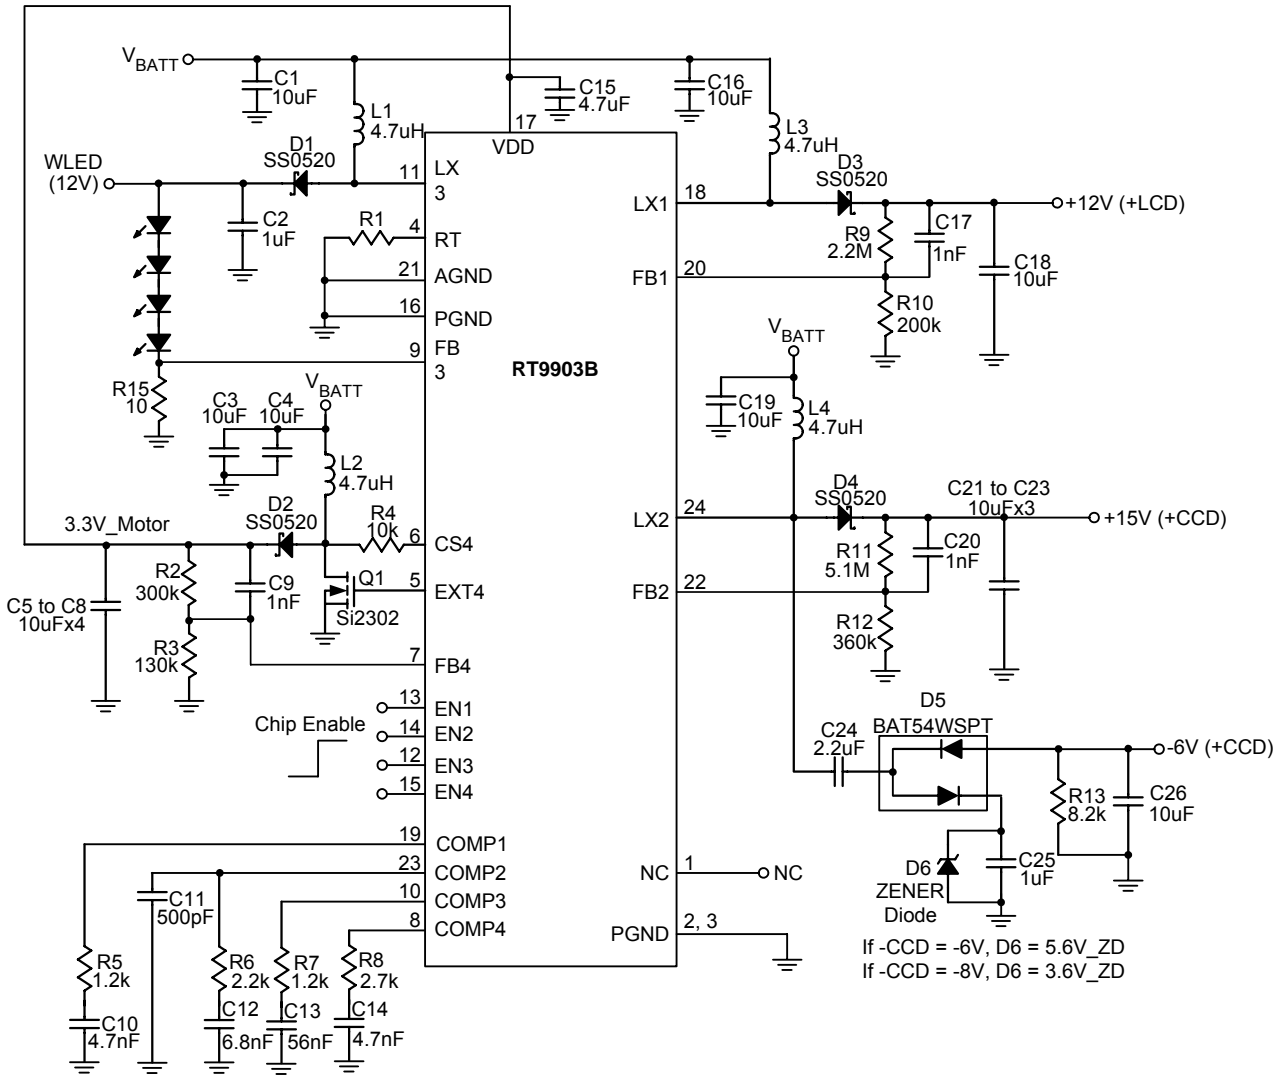 VBATT
C1
10uF
L1
4.7uH
C15
4.7uF
C16
10uF
L3
4.7uH
17
VDD
WLED
(12V)
D1
SS0520
11
LX
3
C2
1uF
R1
4
RT
21
AGND
16
PGND
9
FB
3
R15
10
RT9903B
LX1
18
D3
SS0520
+12V (+LCD)
R9
2.2M
C17
1nF
C18
10uF
FB1
20
R10
200k
VBATT
C3
10uF
C4
10uF
L2
4.7uH
VBATT
C19
10uF
L4
4.7uH
3.3V_Motor
D2
SS0520
R4
10k
6
CS4
5
EXT4
Q1
Si2302
R2
300k
C9
1nF
C5 to C8
10uFx4
R3
130k
7
FB4
LX2
24
D4
SS0520
C21 to C23
10uFx3
+15V (+CCD)
R11
5.1M
C20
1nF
FB2
22
R12
360k
Chip Enable
13
EN1
14
EN2
12
EN3
15
EN4
C24
2.2uF
D5
BAT54WSPT
-6V (+CCD)
R13
8.2k
C26
10uF
D6
ZENER
Diode
C25
1uF
If -CCD = -6V, D6 = 5.6V_ZD
If -CCD = -8V, D6 = 3.6V_ZD
19
COMP1
23
COMP2
10
COMP3
8
COMP4
NC
1
NC
PGND
2, 3
C11
500pF
R5
1.2k
R6
2.2k
R7
1.2k
R8
2.7k
C10
4.7nF
C12
6.8nF
C13
56nF
C14
4.7nF